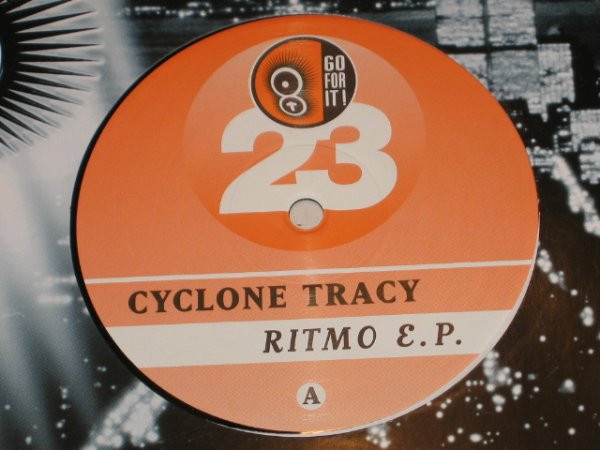 GO
FOR
IT!
23
CYCLONE TRACY
RITMO E.P.
A